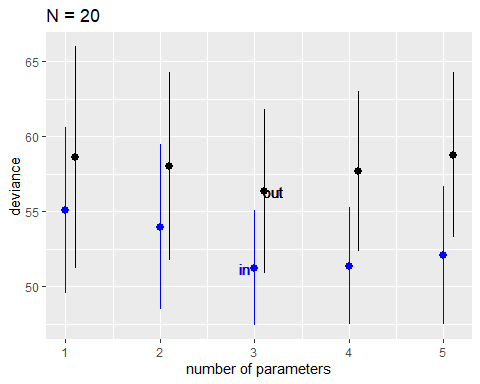 N = 20
deviance
65
60
55
50
out
in
1 2 3 4 5
number of parameters